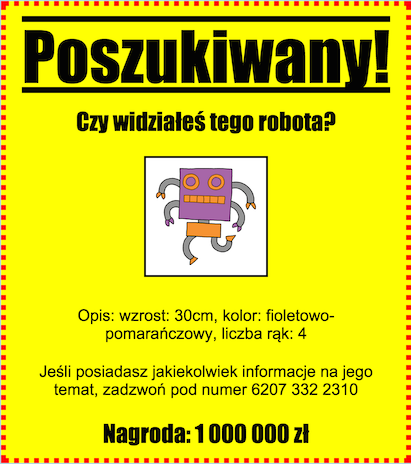 Poszukiwany!
Czy widziałeś tego robota?
Opis: wzrost: 30cm, kolor: fioletowo-
pomarańczowy, liczba rąk: 4
Jeśli posiadasz jakiekolwiek informacje na jego
temat, zadzwoń pod numer 6207 332 2310
Nagroda: 1 000 000 zł